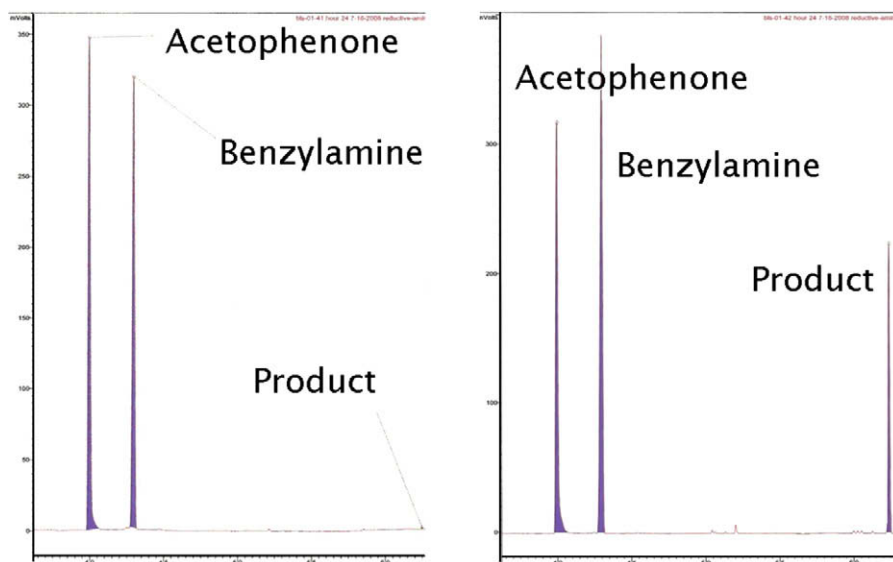 mVolts
Acetophenone
Benzylamine
Product
350
300
250
200
150
100
50
0
mVolts
Acetophenone
Benzylamine
Product
300
200
100
0